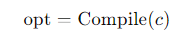 opt = Compile(c)